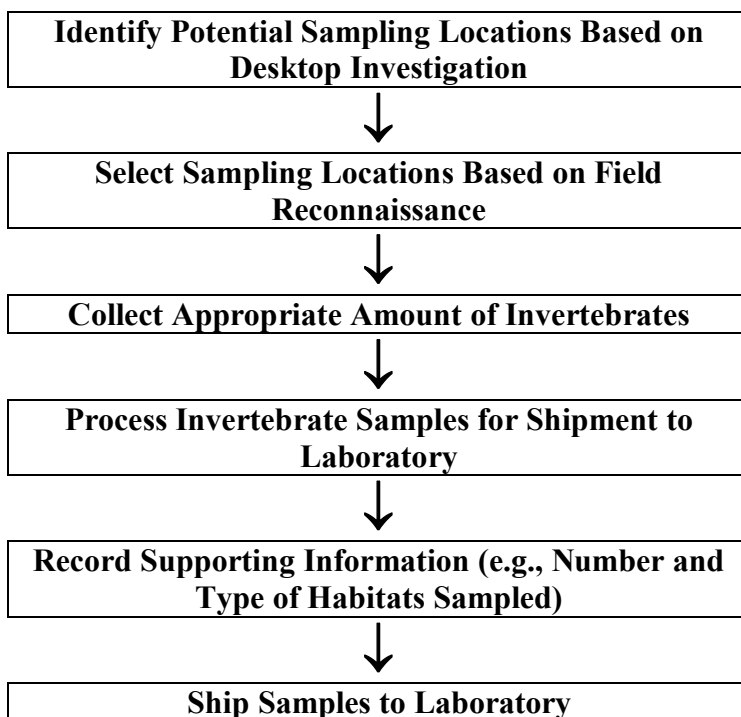 Identify Potential Sampling Locations Based on
Desktop Investigation
Select Sampling Locations Based on Field
Reconnaissance
Collect Appropriate Amount of Invertebrates
Process Invertebrate Samples for Shipment to
Laboratory
Record Supporting Information (e.g., Number and
Type of Habitats Sampled)
Ship Samples to Laboratory